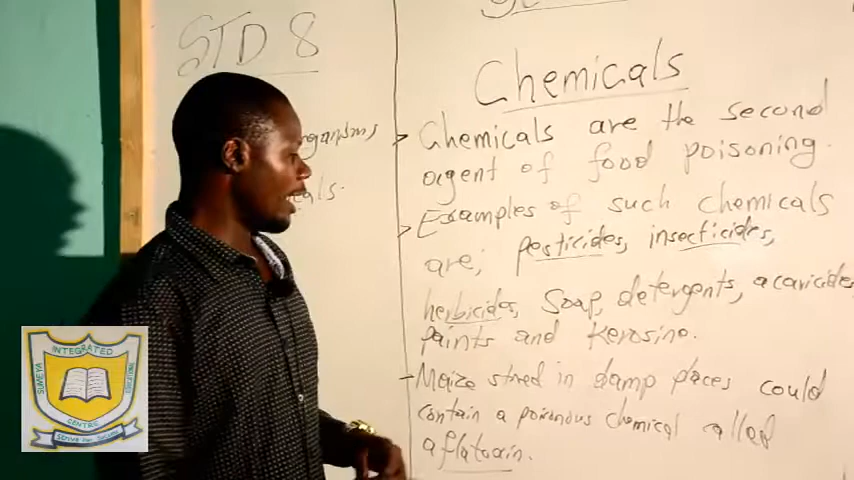 STD 8
Chemicals
Chemicals are the second
agent of food poisoning.
Examples of such chemicals
are; pesticides, insecticides,
herbicides, Soap, detergents, acaricides
Paints and Kerosine.
Maize stored in damp places could
contain a poisonous chemical called
aflatoxin.
INTEGRATED
SUMEYA
EDUCATIONAL
CENTRE